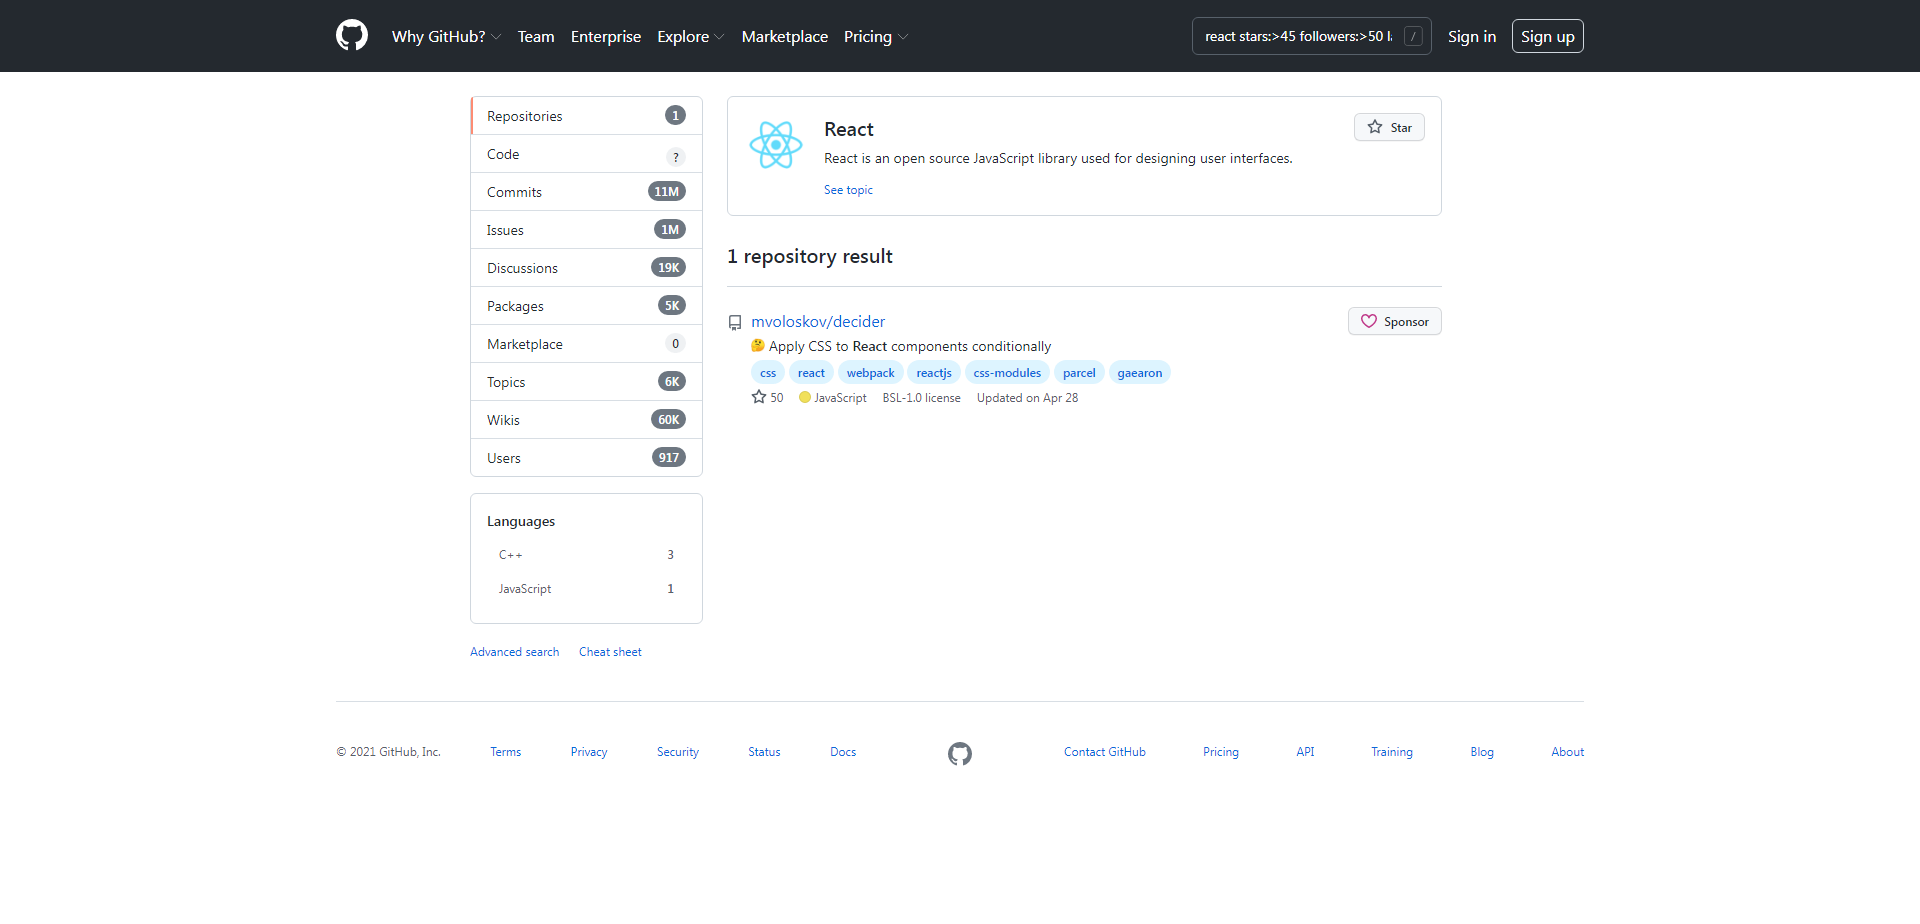 Why GitHub? Team Enterprise Explore Marketplace Pricing
react stars:>45 followers:>50 /
Sign in Sign up
Repositories 1
Code ?
Commits 11M
Issues 1M
Discussions 19K
Packages 5K
Marketplace 0
Topics 6K
Wikis 60K
Users 917
Languages
C++ 3
JavaScript 1
Advanced search Cheat sheet
React
Star
React is an open source JavaScript library used for designing user interfaces.
See topic
1 repository result
mvoloskov/decider
Sponsor
🤔 Apply CSS to React components conditionally
css react webpack reactjs css-modules parcel gaearon
50 JavaScript BSL-1.0 license Updated on Apr 28
© 2021 GitHub, Inc. Terms Privacy Security Status Docs Contact GitHub Pricing API Training Blog About